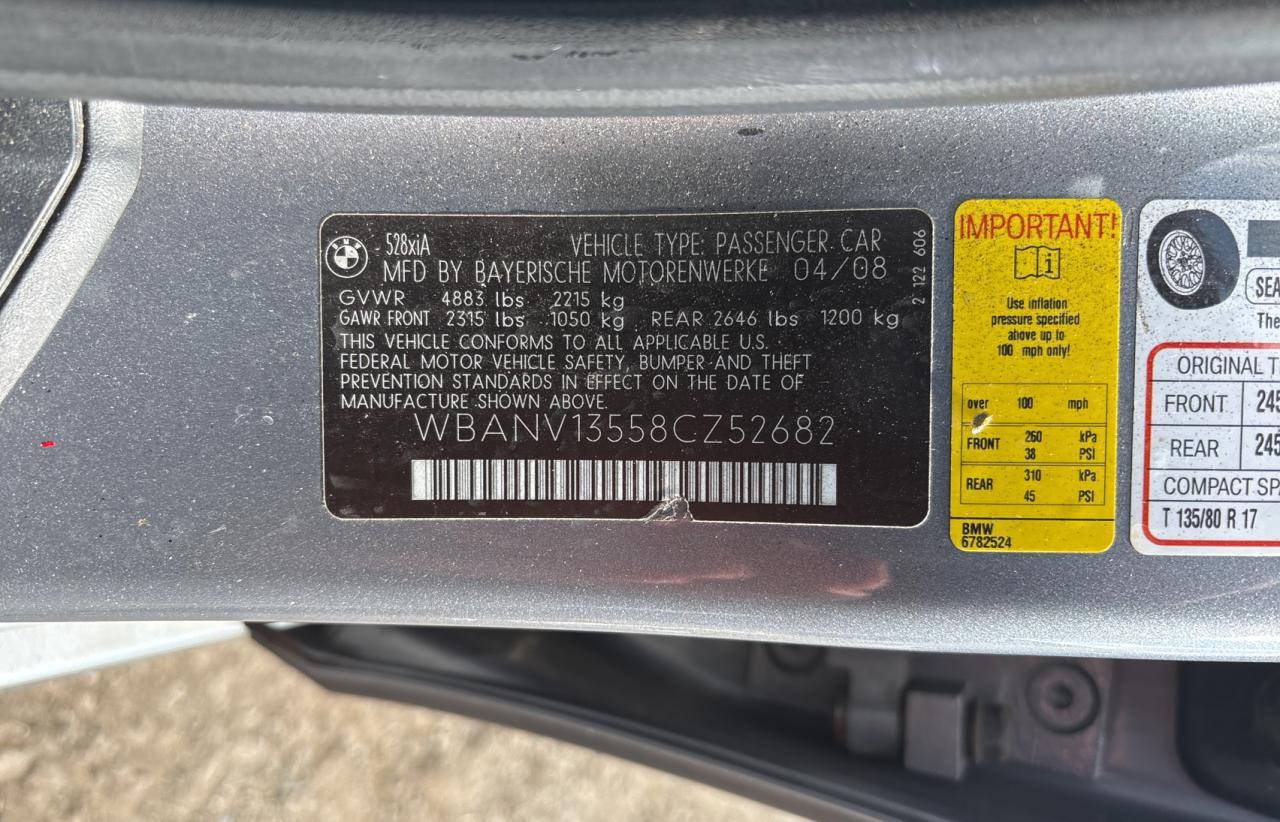 BMW
528xiA VEHICLE TYPE: PASSENGER CAR
MFD BY BAYERISCHE MOTORENWERKE 04/08
GVWR 4883 lbs 2215 kg
GAWR FRONT 2315 lbs 1050 kg REAR 2646 lbs 1200 kg
THIS VEHICLE CONFORMS TO ALL APPLICABLE U.S.
FEDERAL MOTOR VEHICLE SAFETY, BUMPER AND THEFT
PREVENTION STANDARDS IN EFFECT ON THE DATE OF
MANUFACTURE SHOWN ABOVE.
WBANV13558CZ52682
2 122 606
IMPORTANT!
i
Use inflation
pressure specified
above up to
100 mph only!
over 100 mph
FRONT 260 kPa
38 PSI
REAR 310 kPa
45 PSI
BMW
6782524
SEA
The
ORIGINAL T
FRONT 245
REAR 245
COMPACT SP
T 135/80 R 17